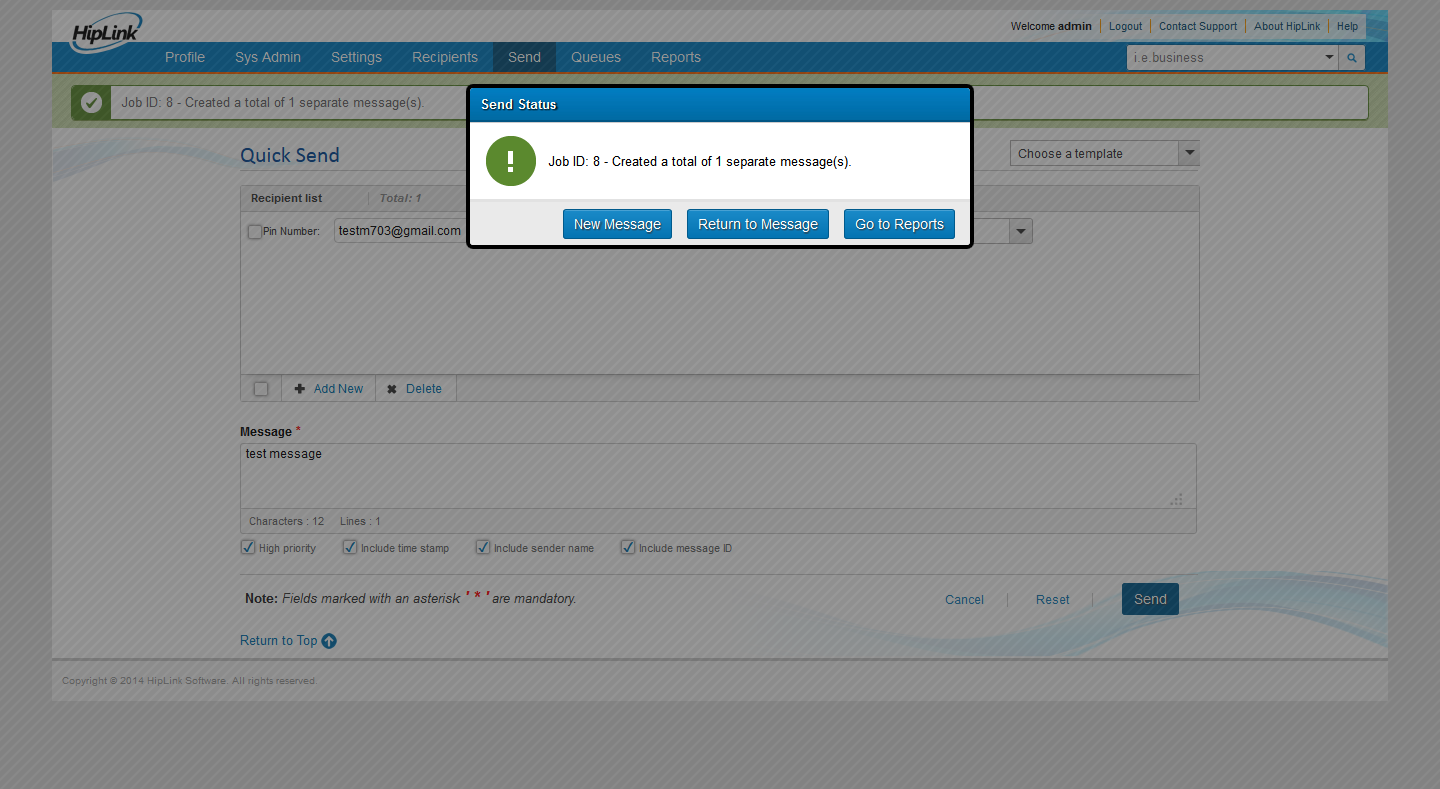 HipLink
Welcome admin Logout Contact Support About HipLink Help
Profile Sys Admin Settings Recipients Send Queues Reports i.e.business
Job ID: 8 - Created a total of 1 separate message(s).
Send Status
Job ID: 8 - Created a total of 1 separate message(s).
New Message Return to Message Go to Reports
Quick Send Choose a template
Recipient list Total: 1
Pin Number: testm703@gmail.com
Add New Delete
Message *
test message
Characters : 12 Lines : 1
High priority Include time stamp Include sender name Include message ID
Note: Fields marked with an asterisk ' * ' are mandatory. Cancel Reset Send
Return to Top
Copyright © 2014 HipLink Software. All rights reserved.